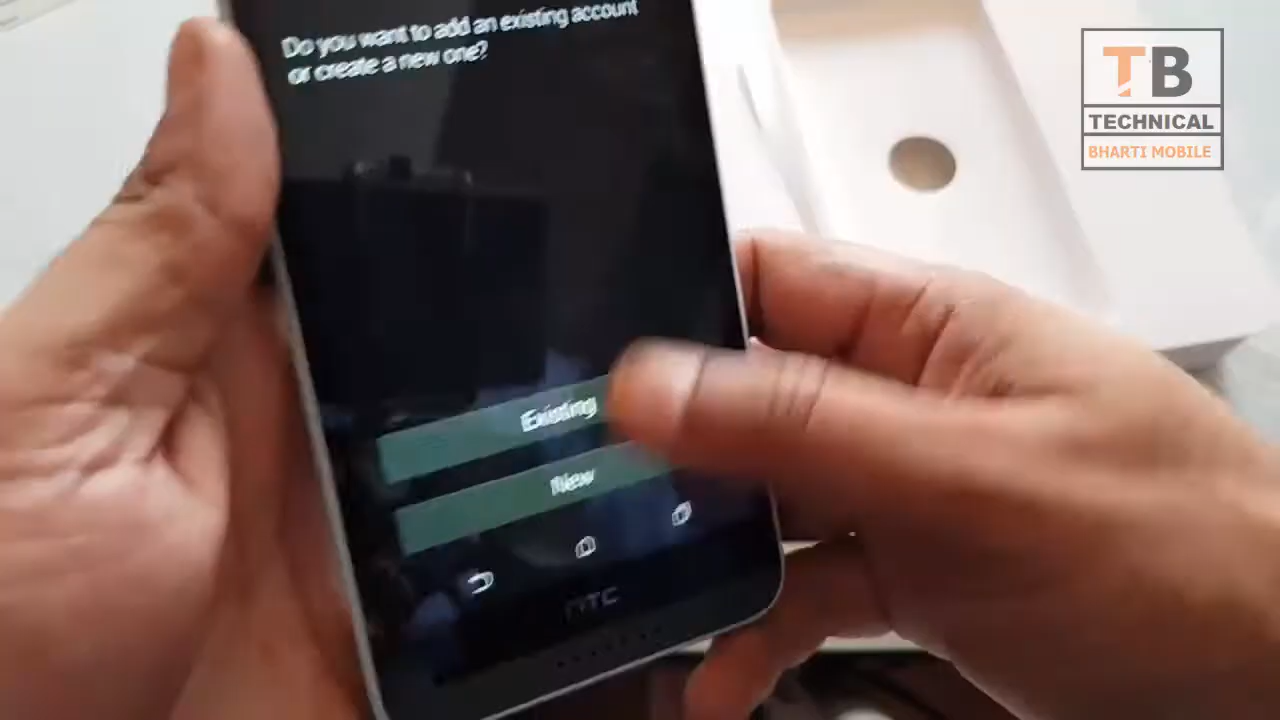 Do you want to add an existing account
or create a new one?
TB
TECHNICAL
BHARTI MOBILE
Existing
New
hTC